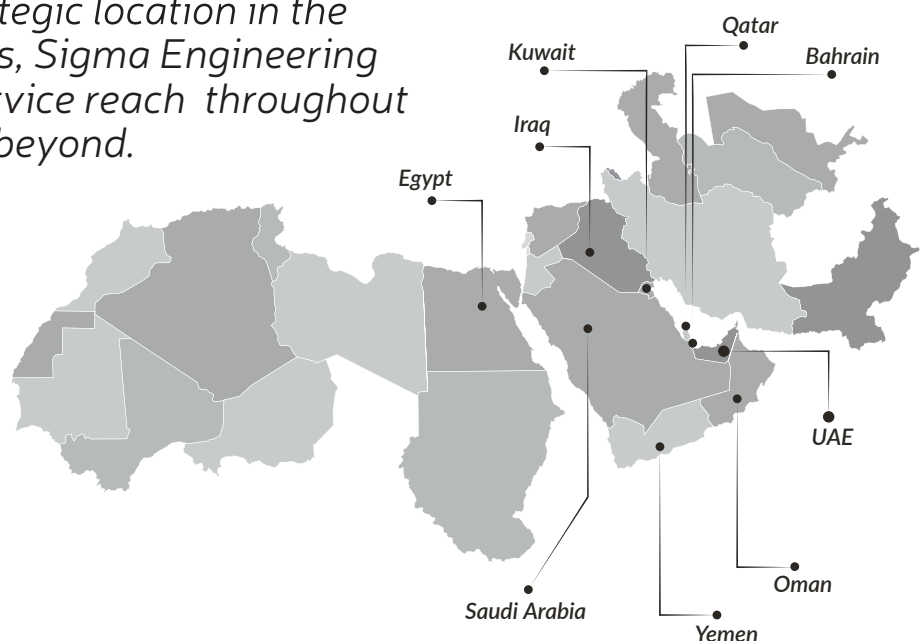 tegic location in the
s, Sigma Engineering
vice reach throughout
beyond.
Qatar
Kuwait
Bahrain
Iraq
Egypt
UAE
Oman
Saudi Arabia
Yemen